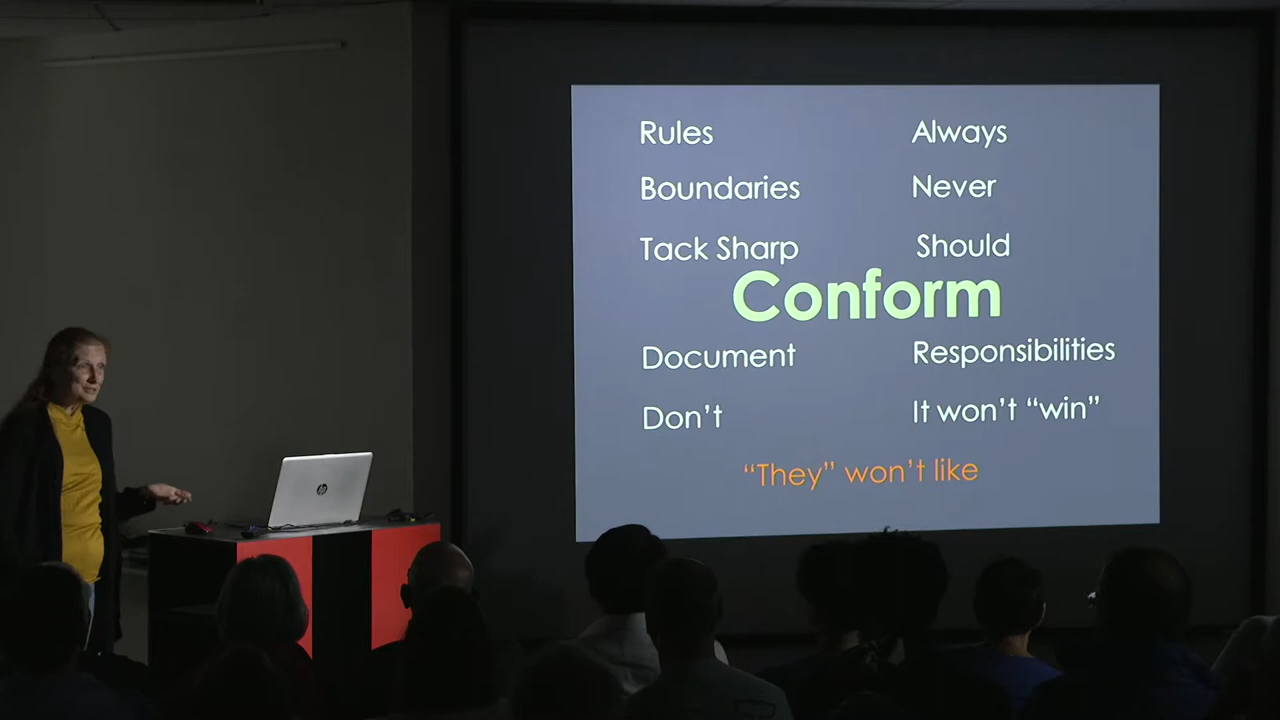 Rules
Always
Boundaries
Never
Tack Sharp
Should
Conform
Document
Responsibilities
Don't
It won't “win”
“They” won't like
hp